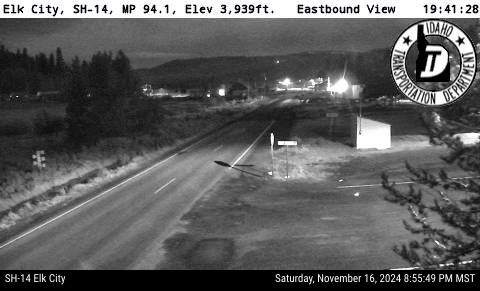 Elk City, SH-14, MP 94.1, Elev 3,939ft. Eastbound View 19:41:28
IDAHO
TRANSPORTATION DEPARTMENT
SH-14 Elk City Saturday, November 16, 2024 8:55:49 PM MST